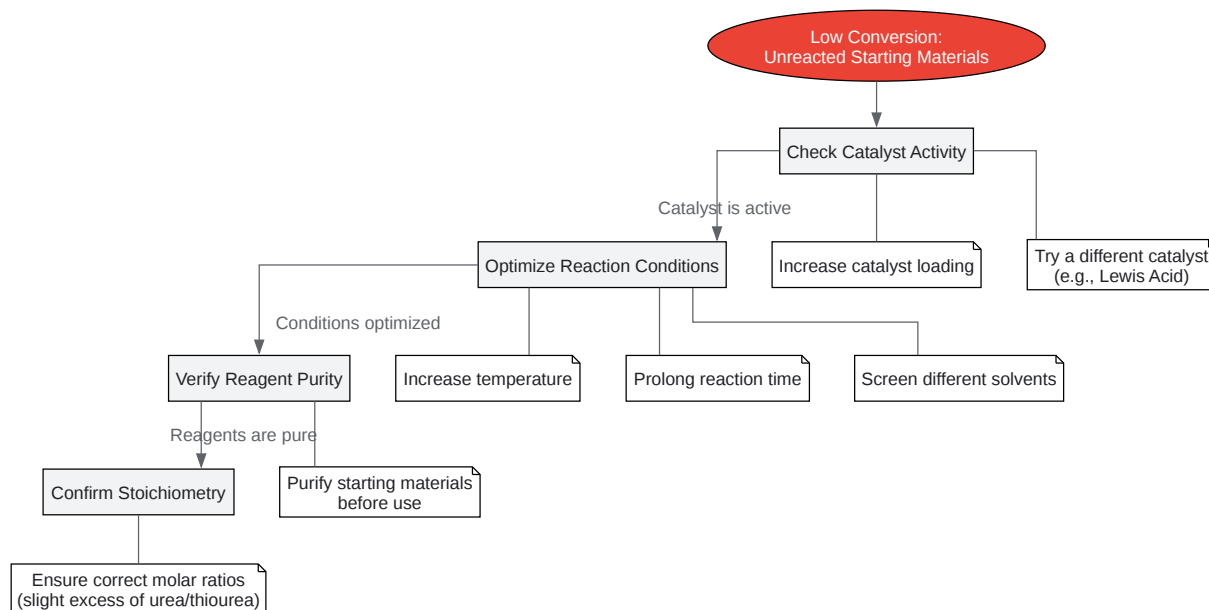 Low Conversion:
Unreacted Starting Materials
Check Catalyst Activity
Catalyst is active
Optimize Reaction Conditions
Increase catalyst loading
Try a different catalyst
(e.g., Lewis Acid)
Conditions optimized
Verify Reagent Purity
Increase temperature
Prolong reaction time
Screen different solvents
Reagents are pure
Confirm Stoichiometry
Purify starting materials
before use
Ensure correct molar ratios
(slight excess of urea/thiourea)